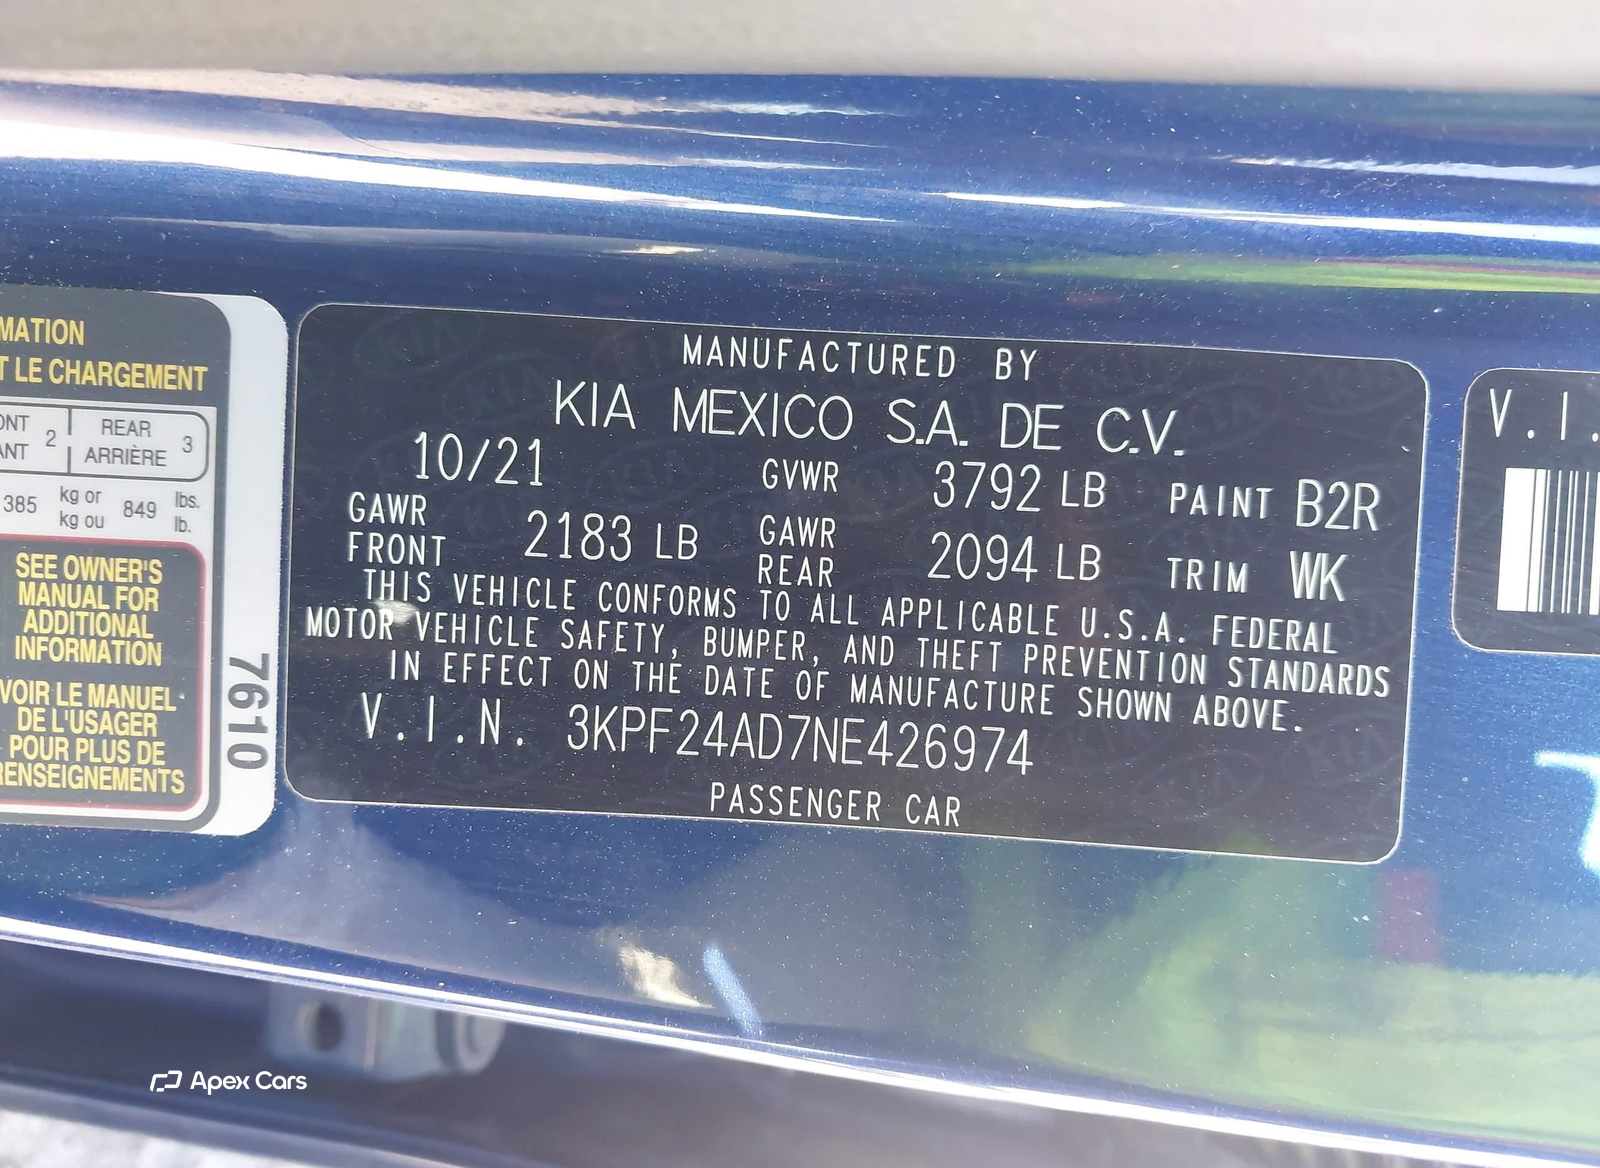 MATION
T LE CHARGEMENT
ONT
ANT 2
REAR
ARRIÈRE 3
385 kg or
kg ou 849 lbs.
lb.
SEE OWNER'S
MANUAL FOR
ADDITIONAL
INFORMATION
VOIR LE MANUEL
DE L'USAGER
POUR PLUS DE
RENSEIGNEMENTS
7610
MANUFACTURED BY
KIA MEXICO S.A. DE C.V.
10/21 GVWR 3792 LB PAINT B2R
GAWR
FRONT 2183 LB GAWR
REAR 2094 LB TRIM WK
THIS VEHICLE CONFORMS TO ALL APPLICABLE U.S.A. FEDERAL
MOTOR VEHICLE SAFETY, BUMPER, AND THEFT PREVENTION STANDARDS
IN EFFECT ON THE DATE OF MANUFACTURE SHOWN ABOVE.
V.I.N. 3KPF24AD7NE426974
PASSENGER CAR
V.I.
Apex Cars